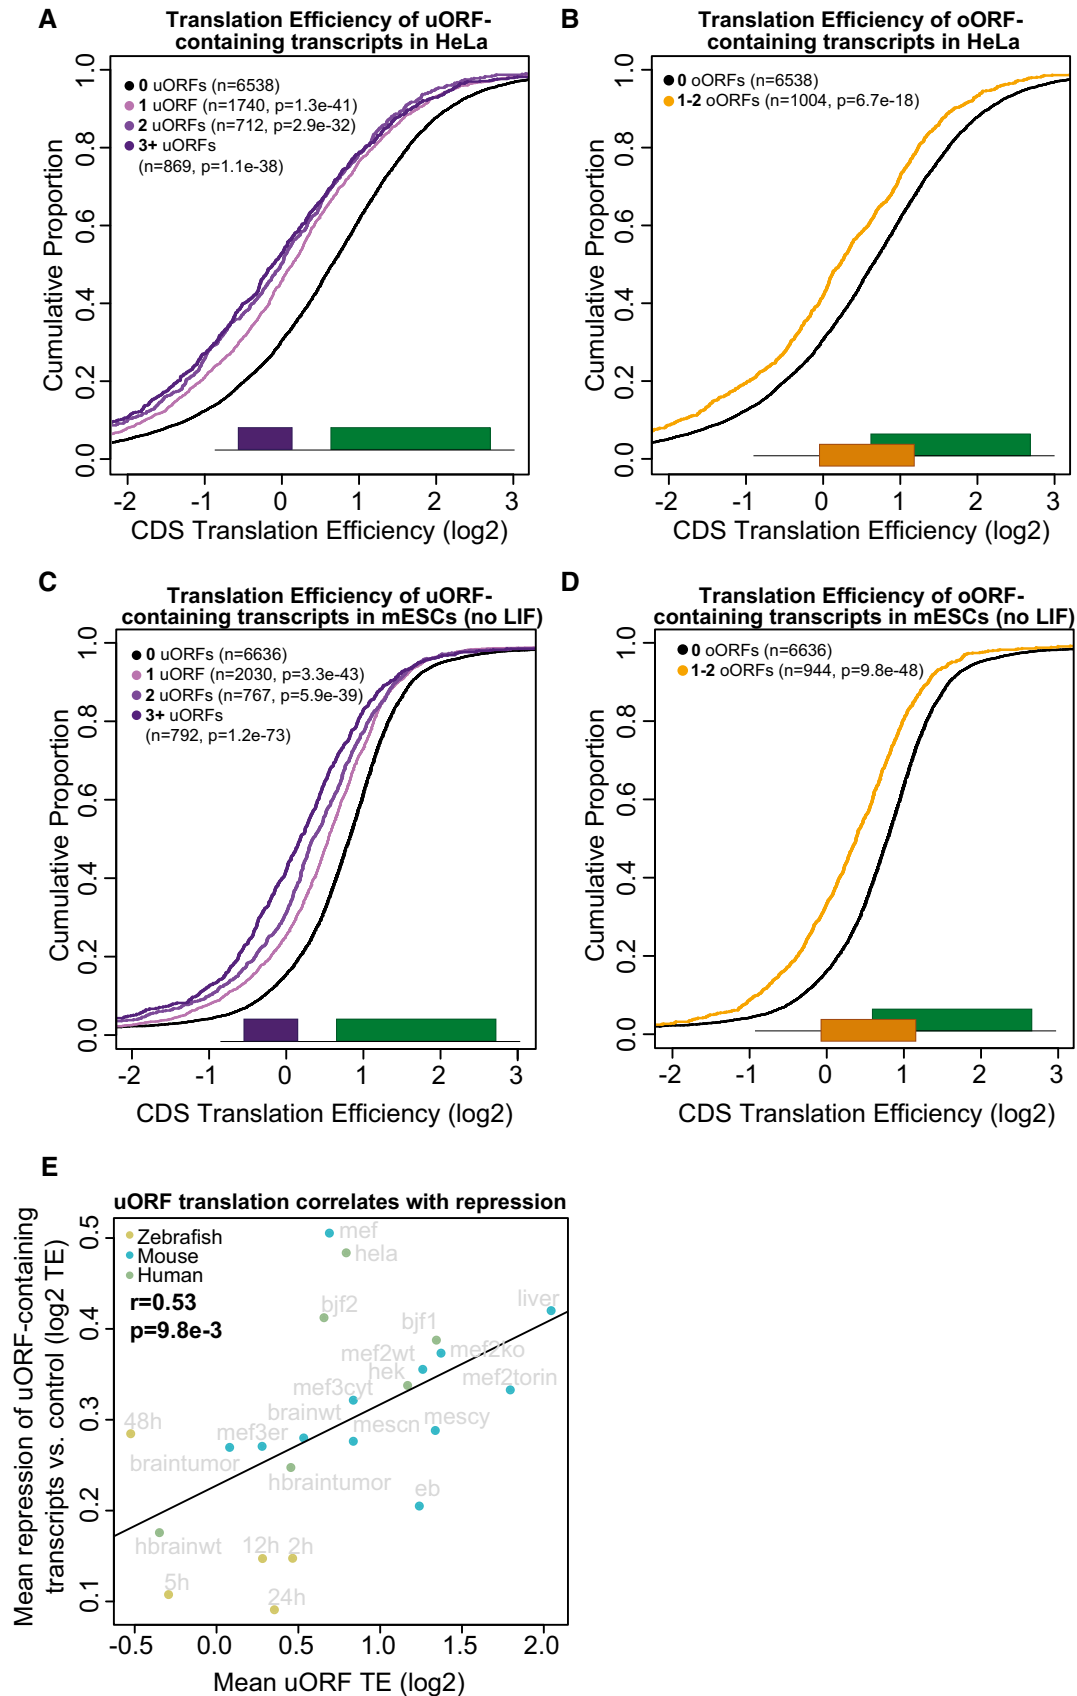 A
Translation Efficiency of uORF-
containing transcripts in HeLa
Cumulative Proportion
1.0
0.8
0.6
0.4
0.2
0.0
0 uORFs (n=6538)
1 uORF (n=1740, p=1.3e-41)
2 uORFs (n=712, p=2.9e-32)
3+ uORFs
(n=869, p=1.1e-38)
-2 -1 0 1 2 3
CDS Translation Efficiency (log2)
B
Translation Efficiency of oORF-
containing transcripts in HeLa
Cumulative Proportion
1.0
0.8
0.6
0.4
0.2
0.0
0 oORFs (n=6538)
1-2 oORFs (n=1004, p=6.7e-18)
-2 -1 0 1 2 3
CDS Translation Efficiency (log2)
C
Translation Efficiency of uORF-
containing transcripts in mESCs (no LIF)
Cumulative Proportion
1.0
0.8
0.6
0.4
0.2
0.0
0 uORFs (n=6636)
1 uORF (n=2030, p=3.3e-43)
2 uORFs (n=767, p=5.9e-39)
3+ uORFs
(n=792, p=1.2e-73)
-2 -1 0 1 2 3
CDS Translation Efficiency (log2)
D
Translation Efficiency of oORF-
containing transcripts in mESCs (no LIF)
Cumulative Proportion
1.0
0.8
0.6
0.4
0.2
0.0
0 oORFs (n=6636)
1-2 oORFs (n=944, p=9.8e-48)
-2 -1 0 1 2 3
CDS Translation Efficiency (log2)
E
uORF translation correlates with repression
Mean repression of uORF-containing
transcripts vs. control (log2 TE)
0.5
0.4
0.3
0.2
0.1
Zebrafish
Mouse
Human
r=0.53
p=9.8e-3
mef
hela
liver
bjf2
bjf1
mef2wt
mef2ko
hek
mef2torin
mef3cyt
brainwt
48h
mef3er
mescn
mescy
braintumor
hbraintumor
eb
hbrainwt
12h
2h
5h
24h
-0.5 0.0 0.5 1.0 1.5 2.0
Mean uORF TE (log2)